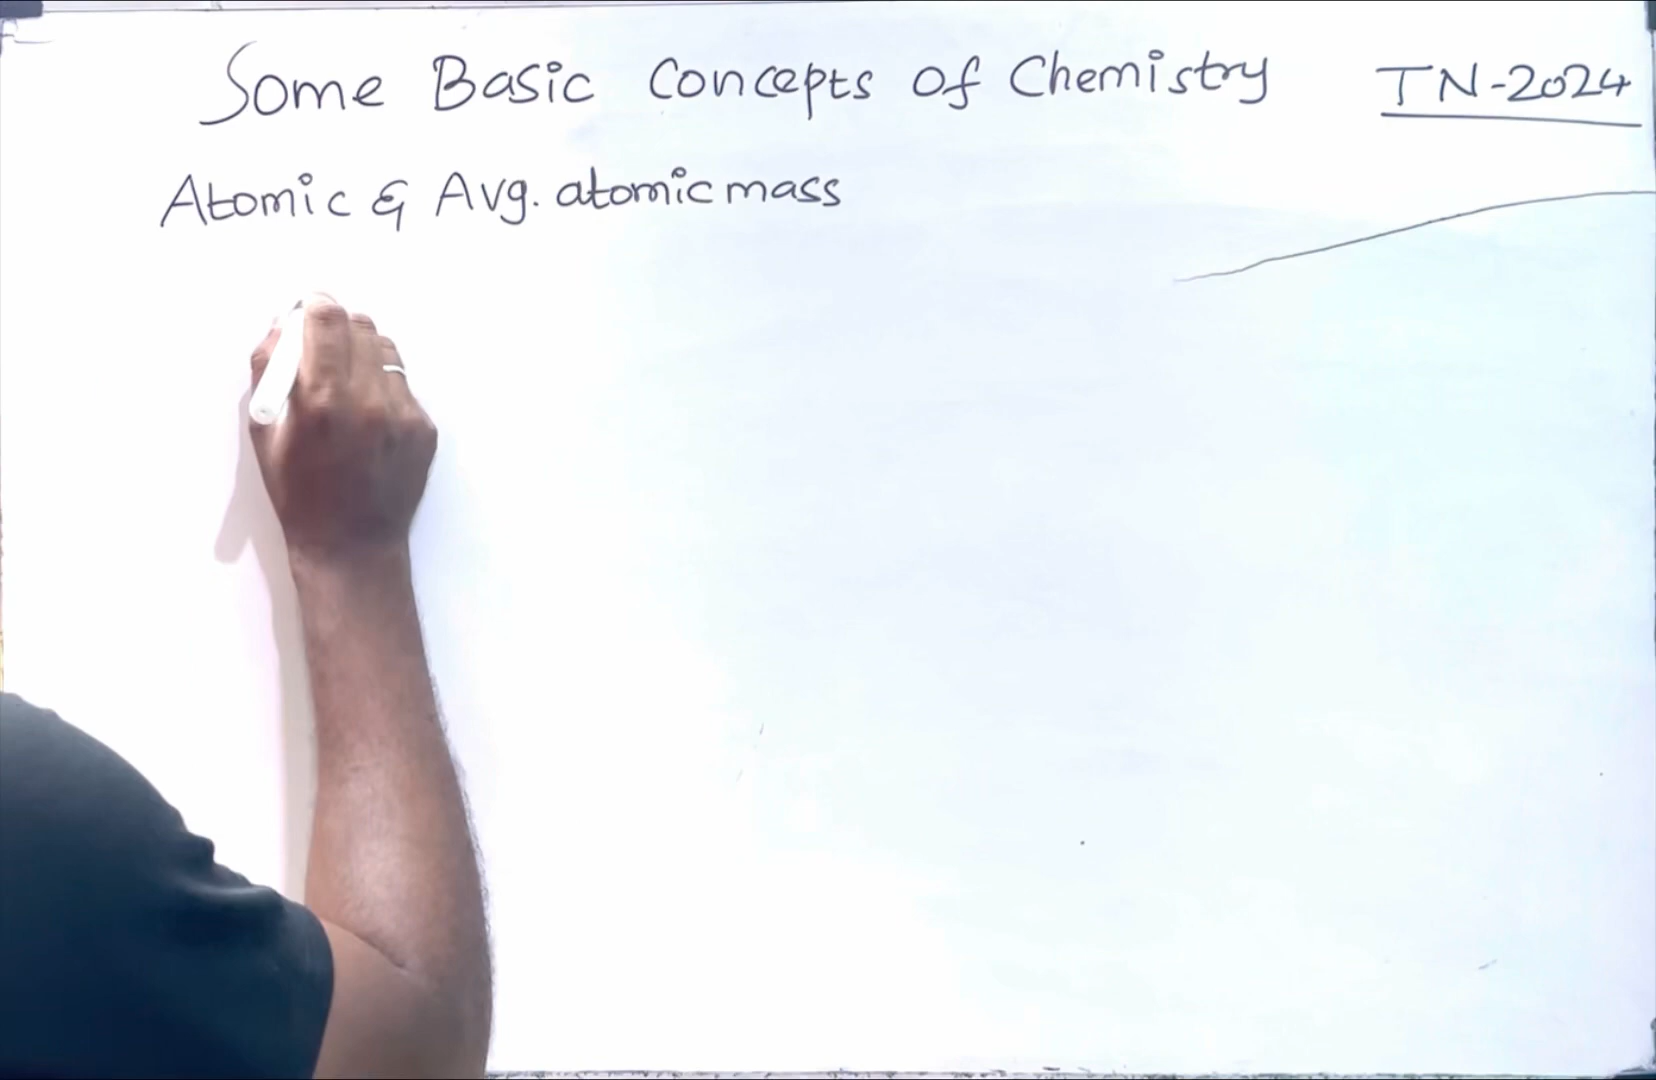 Some Basic Concepts of Chemistry TN-2024
Atomic & Avg. atomic mass